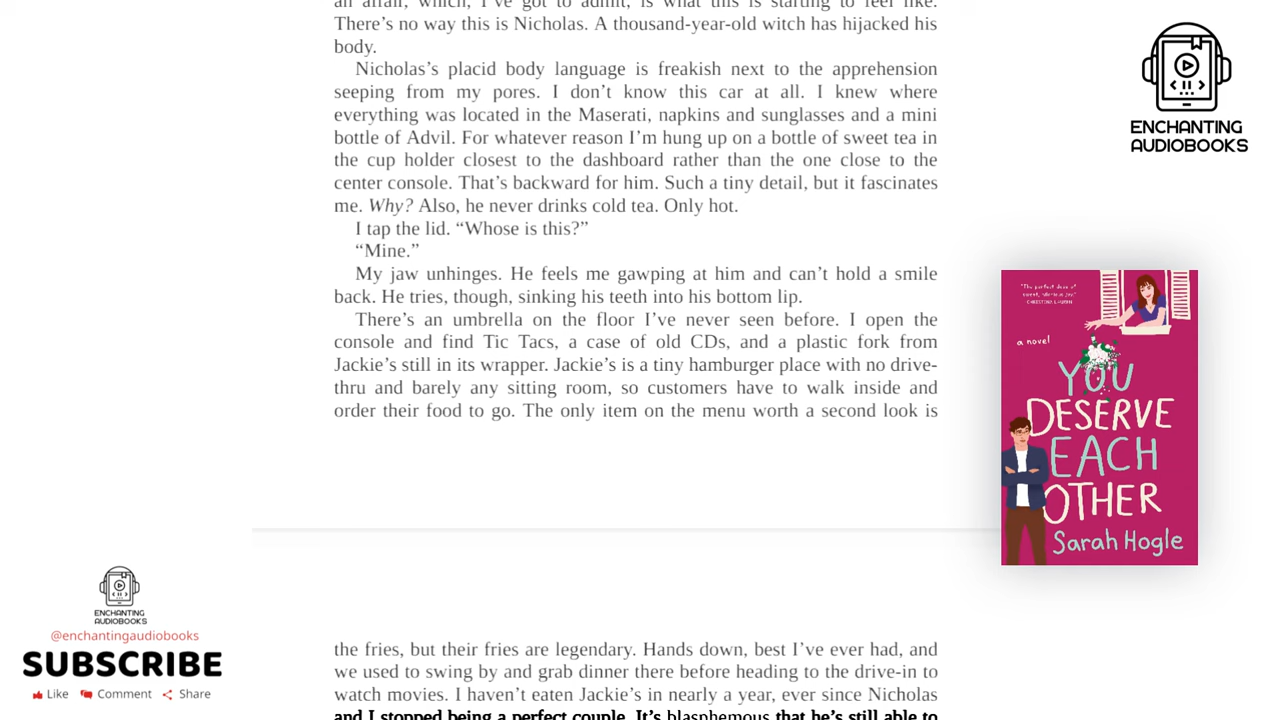 an affair, which, I’ve got to admit, is what this is starting to feel like.
There’s no way this is Nicholas. A thousand-year-old witch has hijacked his
body.
Nicholas’s placid body language is freakish next to the apprehension
seeping from my pores. I don’t know this car at all. I knew where
everything was located in the Maserati, napkins and sunglasses and a mini
bottle of Advil. For whatever reason I’m hung up on a bottle of sweet tea in
the cup holder closest to the dashboard rather than the one close to the
center console. That’s backward for him. Such a tiny detail, but it fascinates
me. Why? Also, he never drinks cold tea. Only hot.
I tap the lid. “Whose is this?”
“Mine.”
My jaw unhinges. He feels me gawping at him and can’t hold a smile
back. He tries, though, sinking his teeth into his bottom lip.
There’s an umbrella on the floor I’ve never seen before. I open the
console and find Tic Tacs, a case of old CDs, and a plastic fork from
Jackie’s still in its wrapper. Jackie’s is a tiny hamburger place with no drive-
thru and barely any sitting room, so customers have to walk inside and
order their food to go. The only item on the menu worth a second look is
the fries, but their fries are legendary. Hands down, best I’ve ever had, and
we used to swing by and grab dinner there before heading to the drive-in to
watch movies. I haven’t eaten Jackie’s in nearly a year, ever since Nicholas
and I stopped being a perfect couple. It’s blasphemous that he’s still able to
ENCHANTING
AUDIOBOOKS
a novel
YOU
DESERVE
EACH
OTHER
Sarah Hogle
ENCHANTING
AUDIOBOOKS
@enchantingaudiobooks
SUBSCRIBE
Like Comment Share